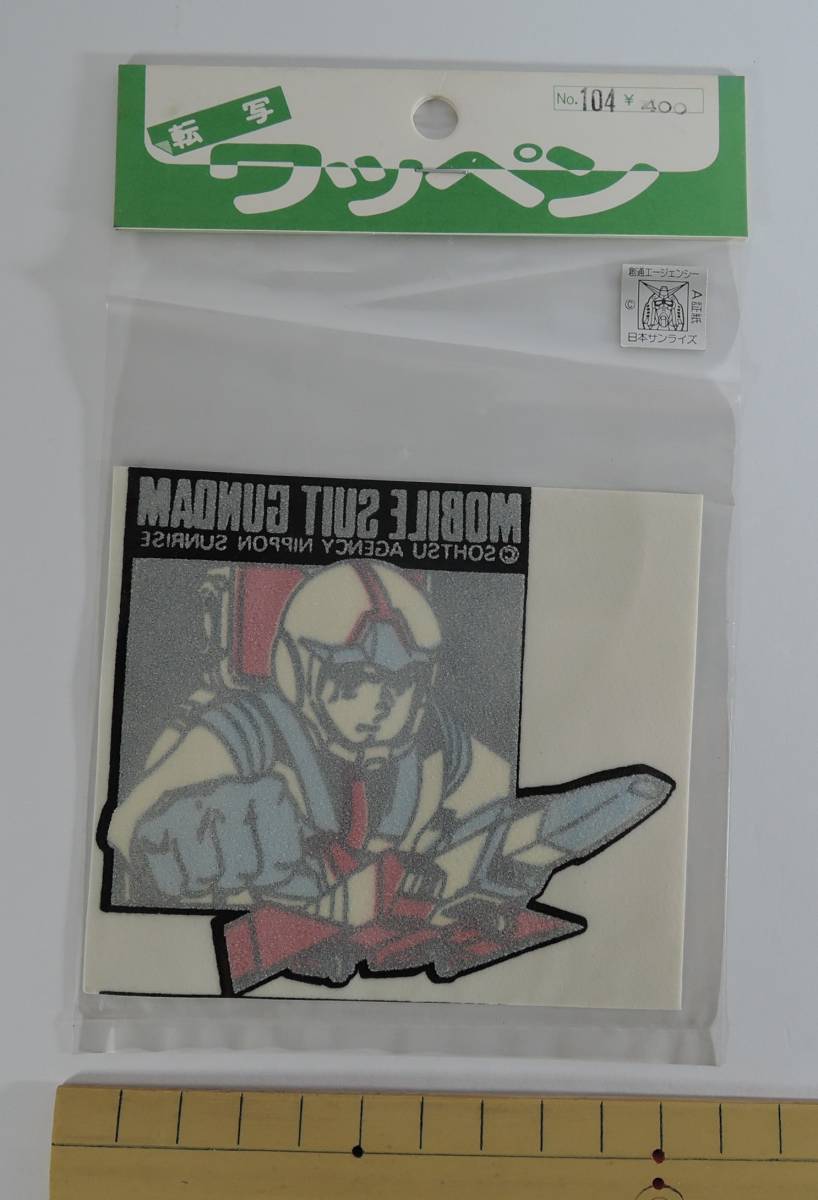 転写
No. 104 ¥ 400
ワッペン
創通エージェンシー
A証紙
©
日本サンライズ
MOBILE SUIT GUNDAM
©SOHTSU AGENCY NIPPON SUNRISE